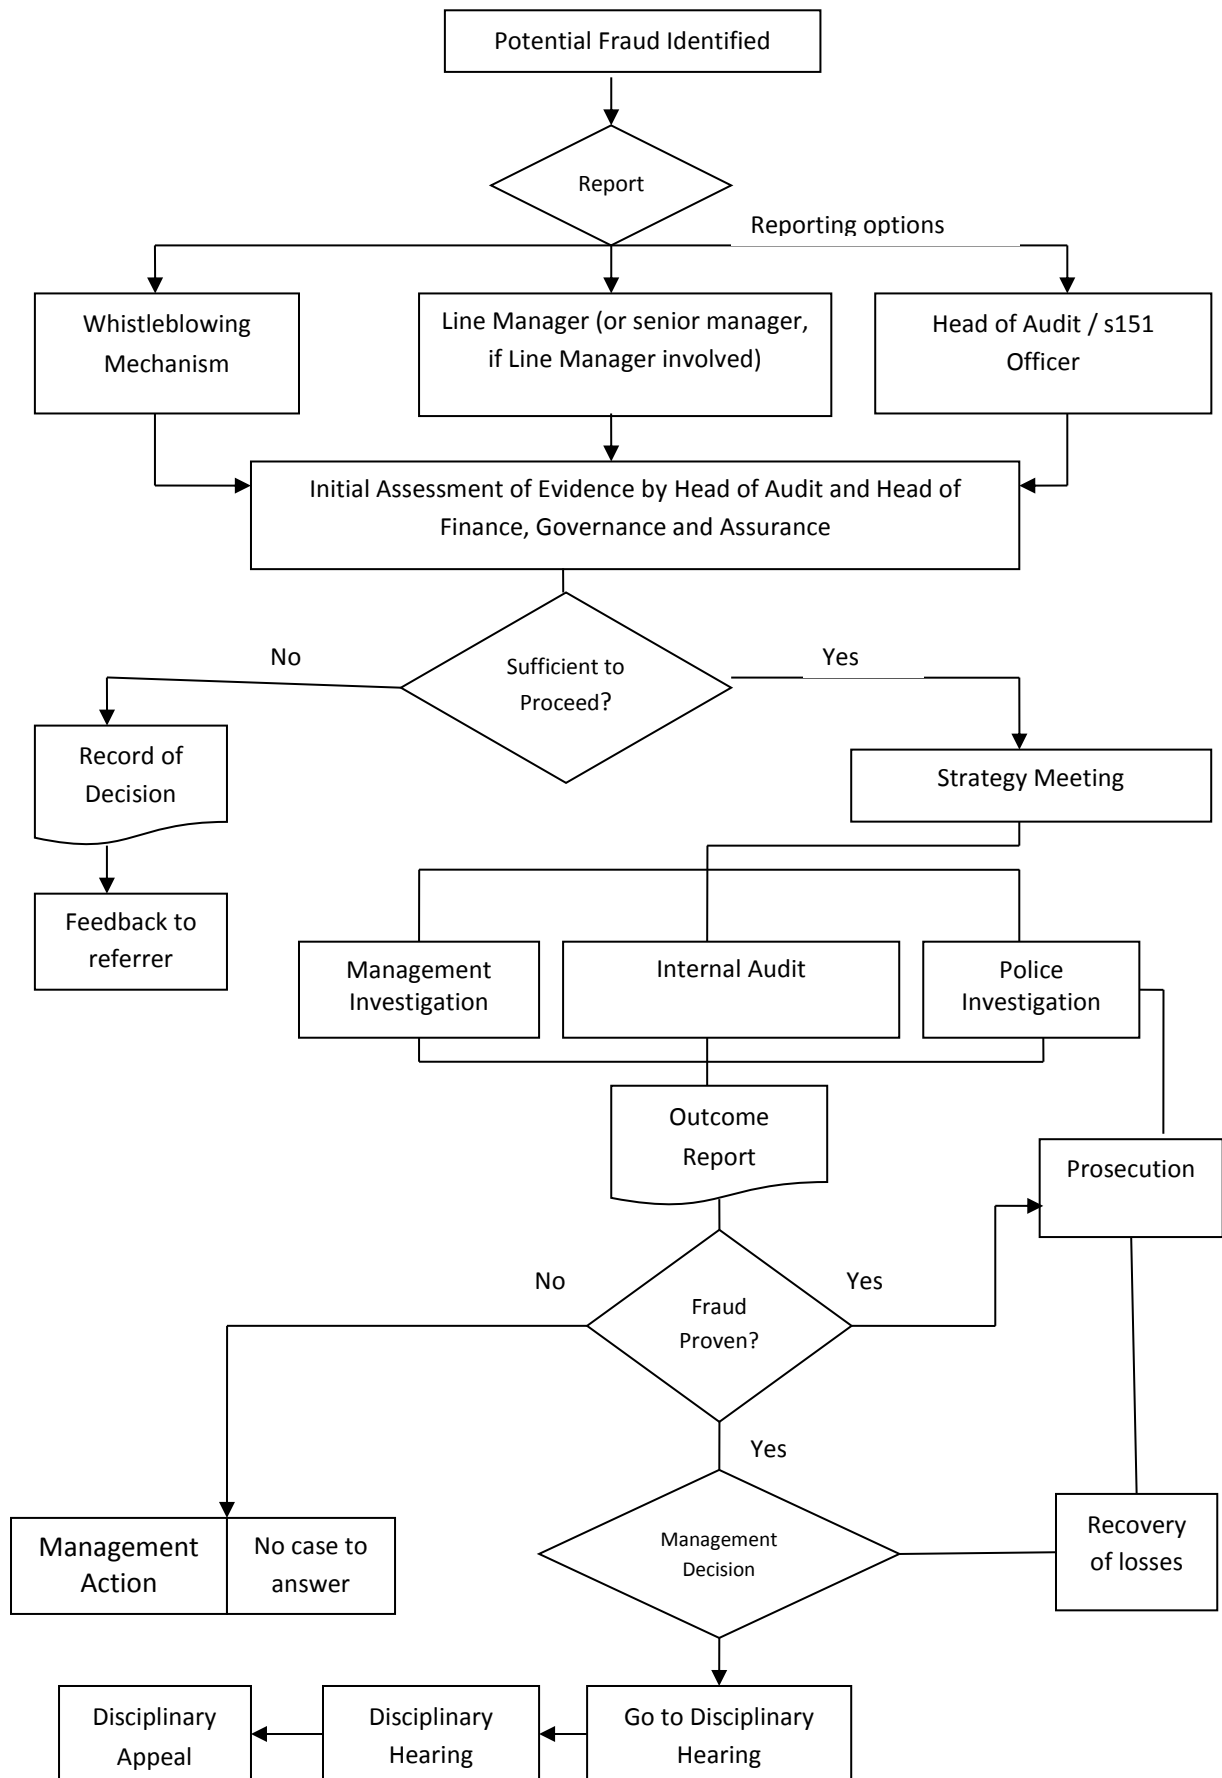 Potential Fraud Identified
Report
Reporting options
Whistleblowing
Mechanism
Line Manager (or senior manager,
if Line Manager involved)
Head of Audit / s151
Officer
Initial Assessment of Evidence by Head of Audit and Head of
Finance, Governance and Assurance
No
Sufficient to
Proceed?
Yes
Record of
Decision
Strategy Meeting
Feedback to
referrer
Management
Investigation
Internal Audit
Police
Investigation
Outcome
Report
Prosecution
No
Fraud
Proven?
Yes
Yes
Management
Action
No case to
answer
Management
Decision
Recovery
of losses
Disciplinary
Appeal
Disciplinary
Hearing
Go to Disciplinary
Hearing